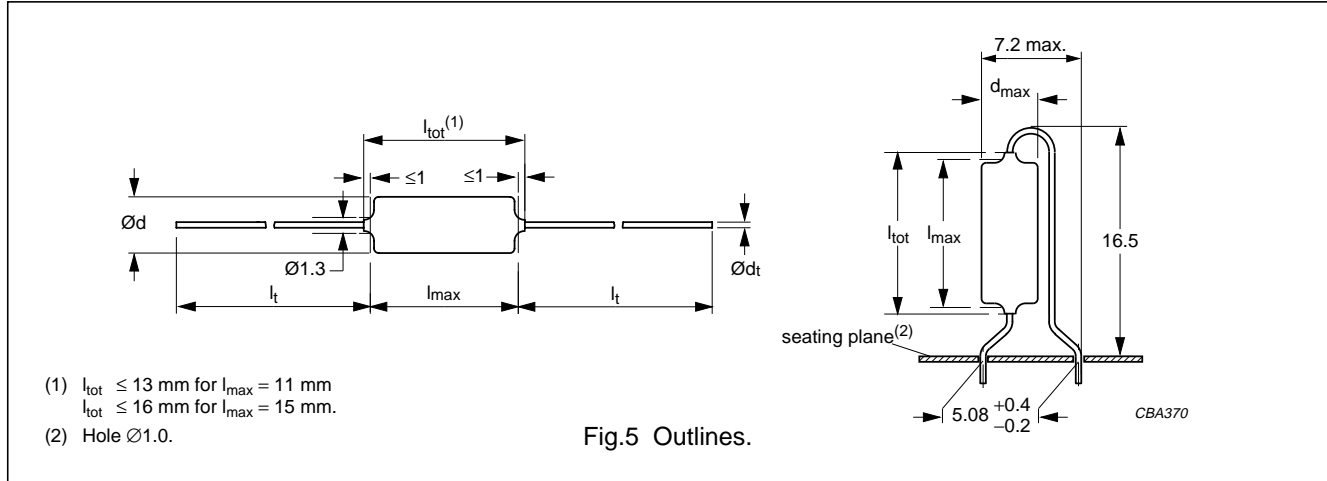 7.2 max.
dmax
ltot(1)
≤1
≤1
Ød
Ø1.3
Ødt
lt
lmax
lt
ltot
lmax
16.5
seating plane(2)
5.08 +0.4
−0.2
CBA370
(1) ltot ≤ 13 mm for lmax = 11 mm
ltot ≤ 16 mm for lmax = 15 mm.
(2) Hole ∅1.0.
Fig.5 Outlines.